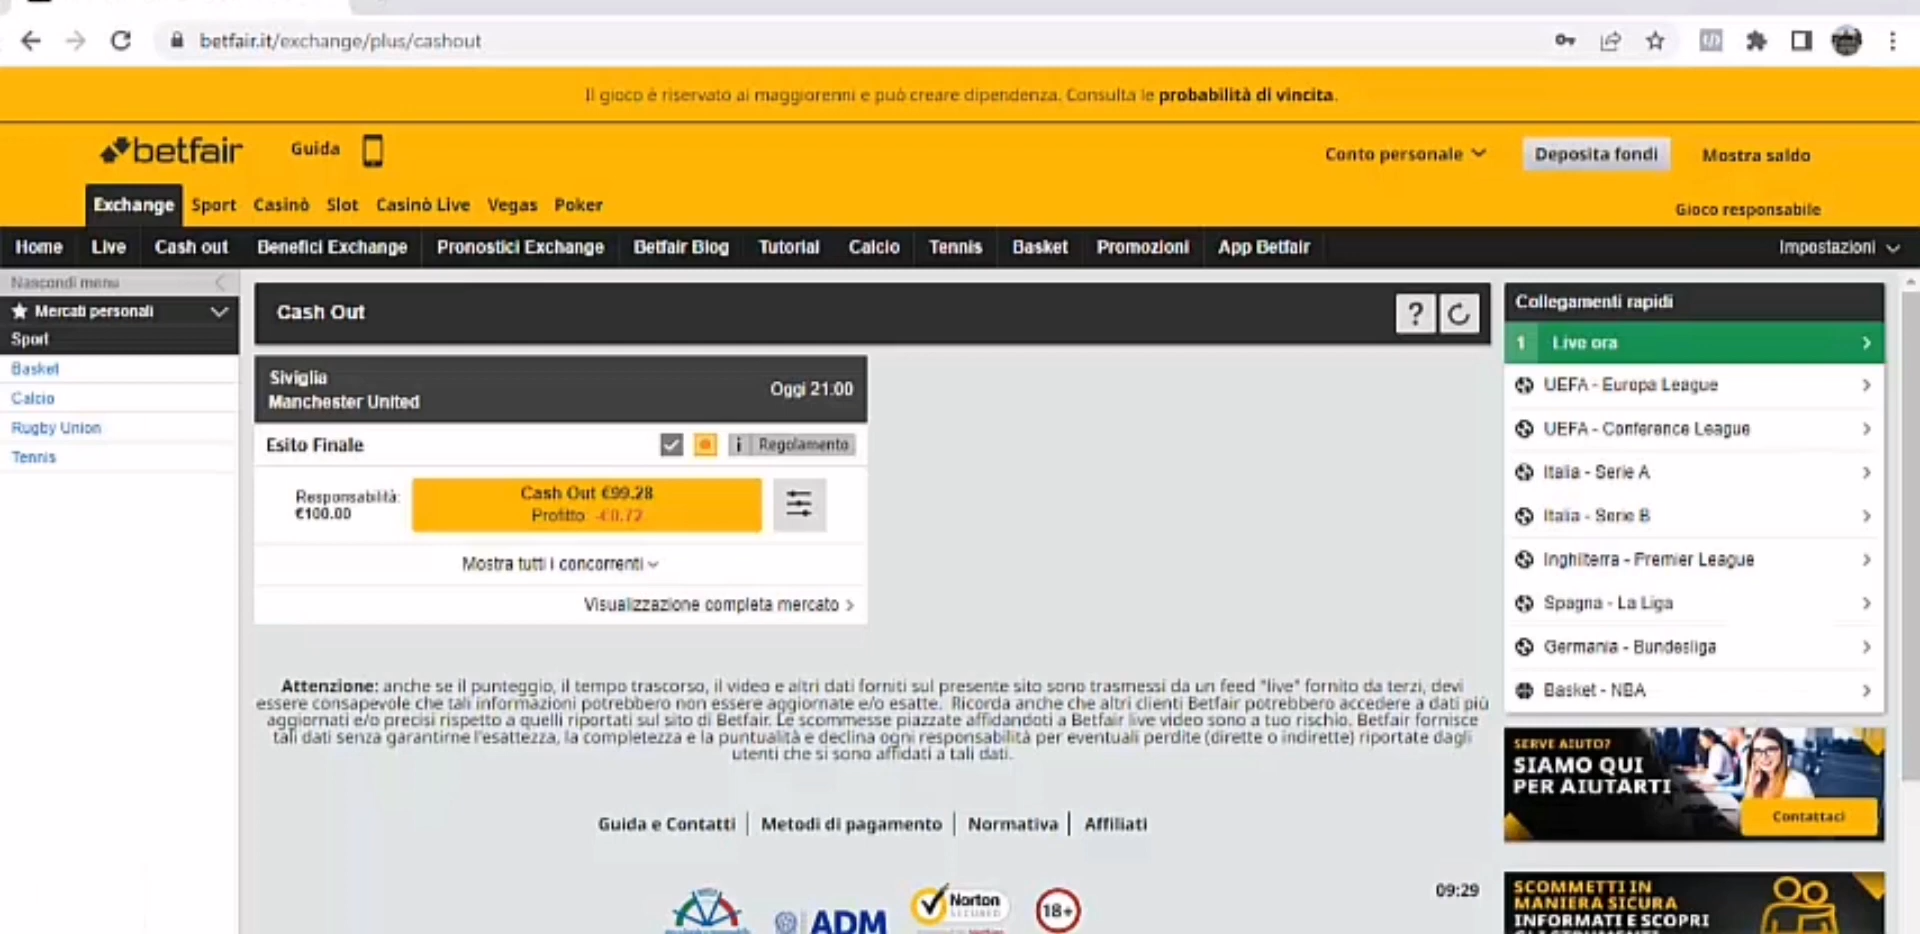 betfair.it/exchange/plus/cashout
Il gioco è riservato ai maggiorenni e può creare dipendenza. Consulta le probabilità di vincita.
betfair
Guida
Conto personale
Deposita fondi
Mostra saldo
Exchange Sport Casinò Slot Casinò Live Vegas Poker
Gioco responsabile
Home Live Cash out Benefici Exchange Pronostici Exchange Betfair Blog Tutorial Calcio Tennis Basket Promozioni App Betfair
Impostazioni
Nascondi menu
Mercati personali
Sport
Basket
Calcio
Rugby Union
Tennis
Cash Out
?
Siviglia
Manchester United
Oggi 21:00
Esito Finale
i Regolamento
Responsabilità:
€100.00
Cash Out €99.28
Profitto: -€0.72
Mostra tutti i concorrenti
Visualizzazione completa mercato
Attenzione: anche se il punteggio, il tempo trascorso, il video e altri dati forniti sul presente sito sono trasmessi da un feed "live" fornito da terzi, devi
essere consapevole che tali informazioni potrebbero non essere aggiornate e/o esatte. Ricorda anche che altri clienti Betfair potrebbero accedere a dati più
aggiornati e/o precisi rispetto a quelli riportati sul sito di Betfair. Le scommesse piazzate affidandoti a Betfair live video sono a tuo rischio. Betfair fornisce
tali dati senza garantirne l'esattezza, la completezza e la puntualità e declina ogni responsabilità per eventuali perdite (dirette o indirette) riportate dagli
utenti che si sono affidati a tali dati.
Guida e Contatti | Metodi di pagamento | Normativa | Affiliati
ADM
Norton
SECURED
18+
09:29
Collegamenti rapidi
1 Live ora
UEFA - Europa League
UEFA - Conference League
Italia - Serie A
Italia - Serie B
Inghilterra - Premier League
Spagna - La Liga
Germania - Bundesliga
Basket - NBA
SERVE AIUTO?
SIAMO QUI
PER AIUTARTI
Contattaci
SCOMMETTI IN
MANIERA SICURA
INFORMATI E SCOPRI